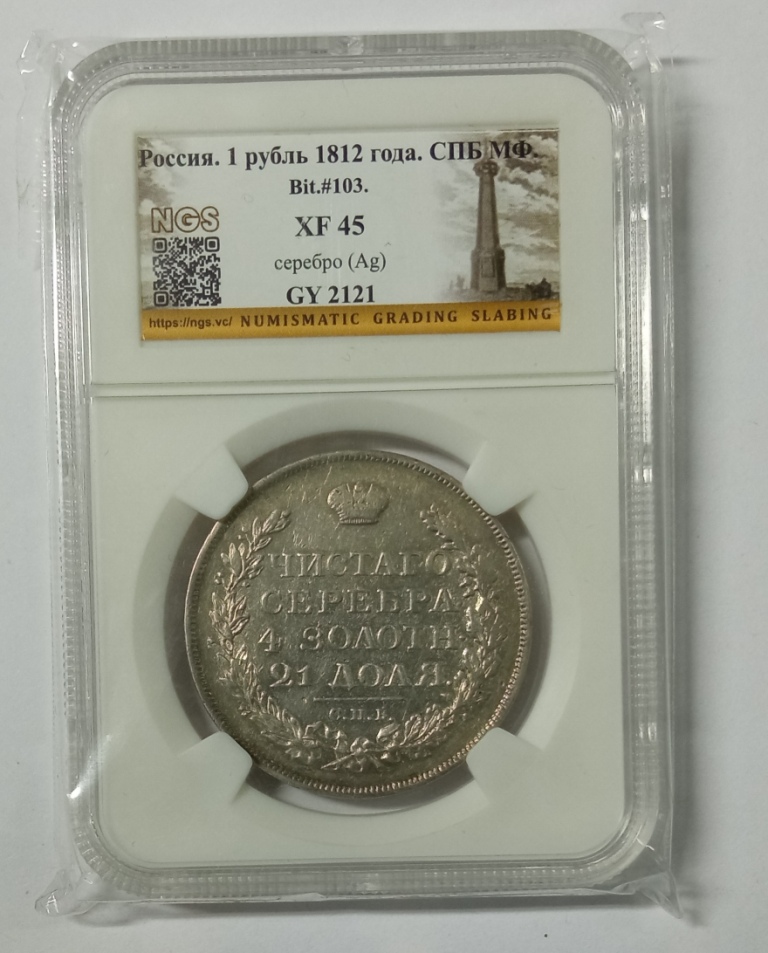 Россия. 1 рубль 1812 года. СПБ МФ.
Bit.#103.
NGS
XF 45
серебро (Ag)
GY 2121
https://ngs.vc/ NUMISMATIC GRADING SLABING
ЧИСТАГО
СЕРЕБРА
4 ЗОЛОТН
21 ДОЛЯ.
С.П.Б.